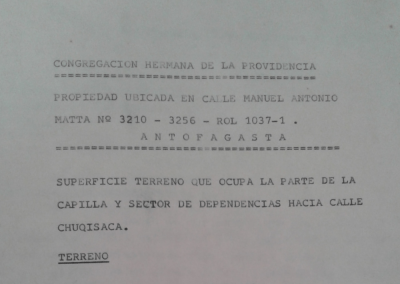 CONGREGACION HERMANA DE LA PROVIDENCIA
=======================================
PROPIEDAD UBICADA EN CALLE MANUEL ANTONIO
MATTA Nº 3210 - 3256 - ROL 1037-1 .
A N T O F A G A S T A
===========================================
SUPERFICIE TERRENO QUE OCUPA LA PARTE DE LA
CAPILLA Y SECTOR DE DEPENDENCIAS HACIA CALLE
CHUQISACA.
TERRENO